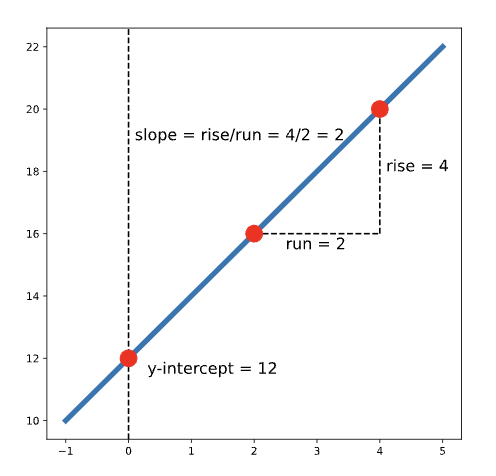 22
20
slope = rise/run = 4/2 = 2
rise = 4
18
16
run = 2
14
12
y-intercept = 12
10
−1 0 1 2 3 4 5